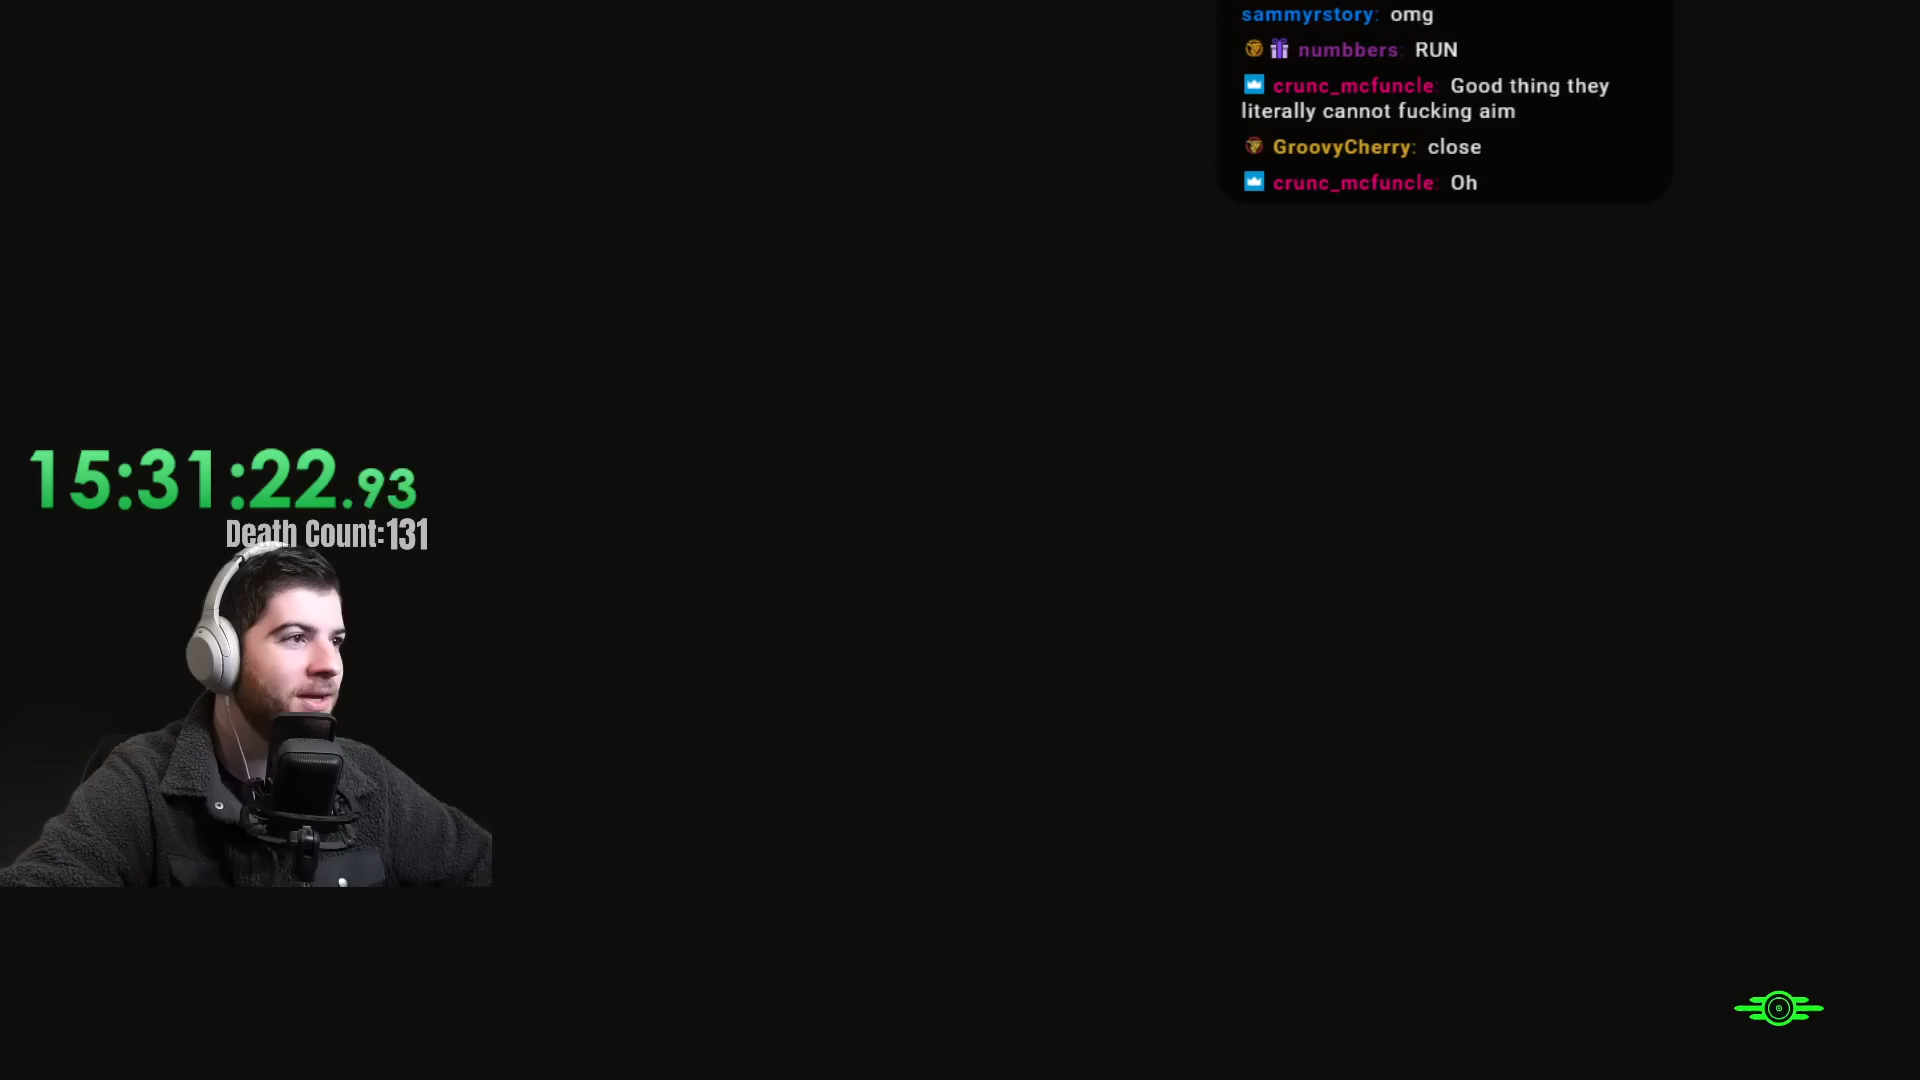 sammyrstory: omg
numbbers: RUN
crunc_mcfuncle: Good thing they
literally cannot fucking aim
GroovyCherry: close
crunc_mcfuncle: Oh
15:31:22.93
Death Count:131